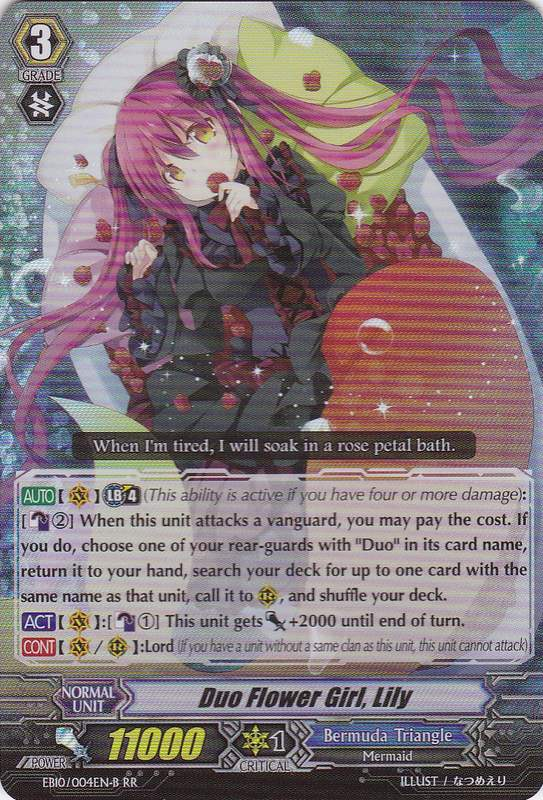 3
GRADE
When I'm tired, I will soak in a rose petal bath.
AUTO【 】LB4 (This ability is active if you have four or more damage):
[②] When this unit attacks a vanguard, you may pay the cost. If
you do, choose one of your rear-guards with "Duo" in its card name,
return it to your hand, search your deck for up to one card with the
same name as that unit, call it to R, and shuffle your deck.
ACT【 】:[①] This unit gets +2000 until end of turn.
CONT【 / R 】:Lord (If you have a unit without a same clan as this unit, this unit cannot attack)
NORMAL
UNIT
Duo Flower Girl, Lily
POWER
11000
1
CRITICAL
Bermuda Triangle
Mermaid
EB10/004EN-B RR
ILLUST / なつめえり